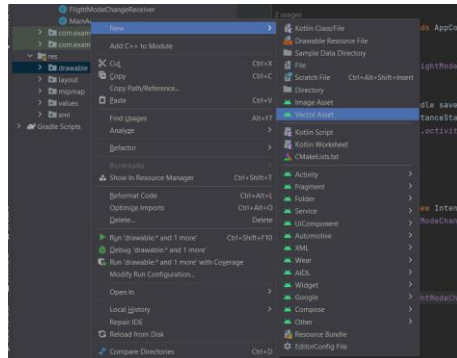 FlightModeChangeReceiver
MainAc
com.exam
com.exam
res
drawable
layout
mipmap
values
xml
Gradle Scripts
New
Add C++ to Module
Cut Ctrl+X
Copy Ctrl+C
Copy Path/Reference...
Paste Ctrl+V
Find Usages Alt+F7
Analyze
Refactor
Bookmarks
Show In Resource Manager Ctrl+Shift+T
Reformat Code Ctrl+Alt+L
Optimize Imports Ctrl+Alt+O
Delete... Delete
Run 'drawable.* and 1 more' Ctrl+Shift+F10
Debug 'drawable.* and 1 more'
Run 'drawable.* and 1 more' with Coverage
Modify Run Configuration...
Open In
Local History
Repair IDE
Reload from Disk
Compare Directories Ctrl+D
2 usages
Kotlin Class/File
Drawable Resource File
Sample Data Directory
File
Scratch File Ctrl+Alt+Shift+Insert
Directory
Image Asset
Vector Asset
Kotlin Script
Kotlin Worksheet
CMakeLists.txt
Activity
Fragment
Folder
Service
UiComponent
Automotive
XML
Wear
AIDL
Widget
Google
Compose
Other
Resource Bundle
EditorConfig File
ds AppCo
ightMode
dle save
tanceSta
.activit
ew Inten
ModeChan
htModeCh